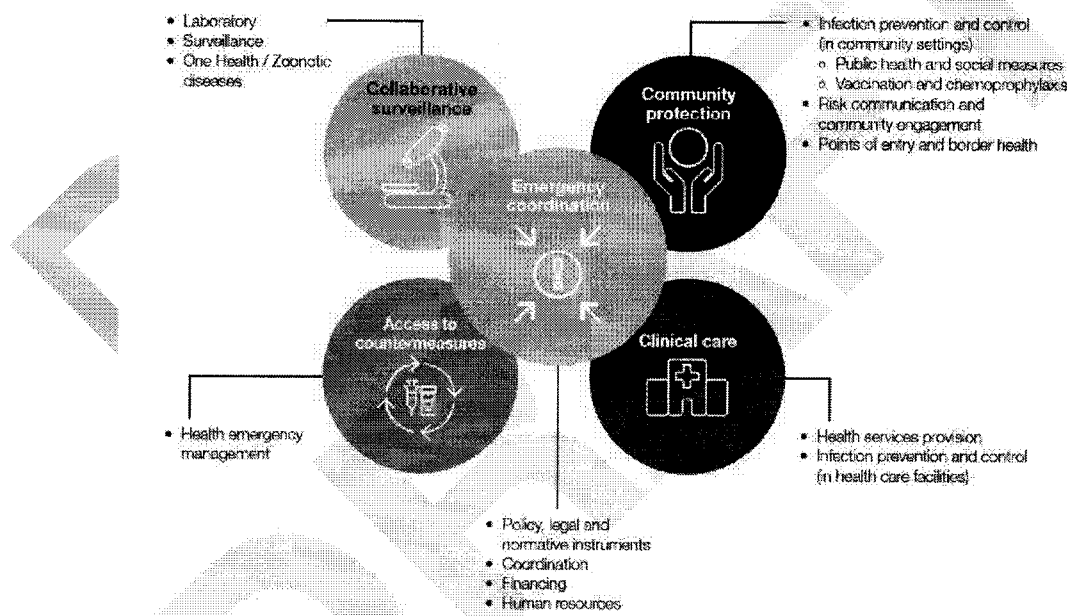 • Laboratory
• Surveillance
• One Health / Zoonotic
diseases
Collaborative
surveillance
Community
protection
• Infection prevention and control
(in community settings)
o Public health and social measures
o Vaccination and chemoprophylaxis
• Risk communication and
community engagement
• Points of entry and border health
Emergency
coordination
Access to
countermeasures
• Health emergency
management
Clinical care
• Health services provision
• Infection prevention and control
(in health care facilities)
• Policy, legal and
normative instruments
• Coordination
• Financing
• Human resources